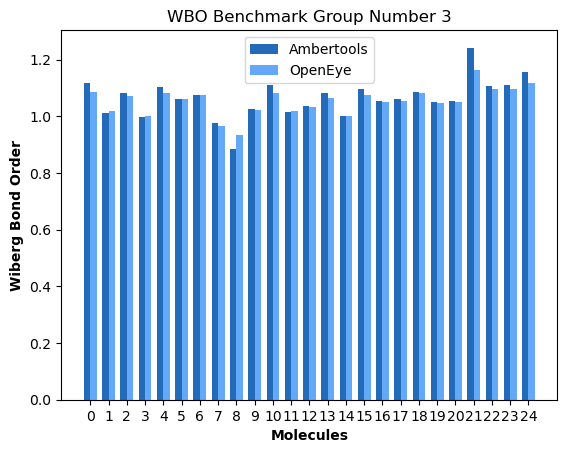 WBO Benchmark Group Number 3
Ambertools
OpenEye
Wiberg Bond Order
1.2
1.0
0.8
0.6
0.4
0.2
0.0
0 1 2 3 4 5 6 7 8 9 10 11 12 13 14 15 16 17 18 19 20 21 22 23 24
Molecules